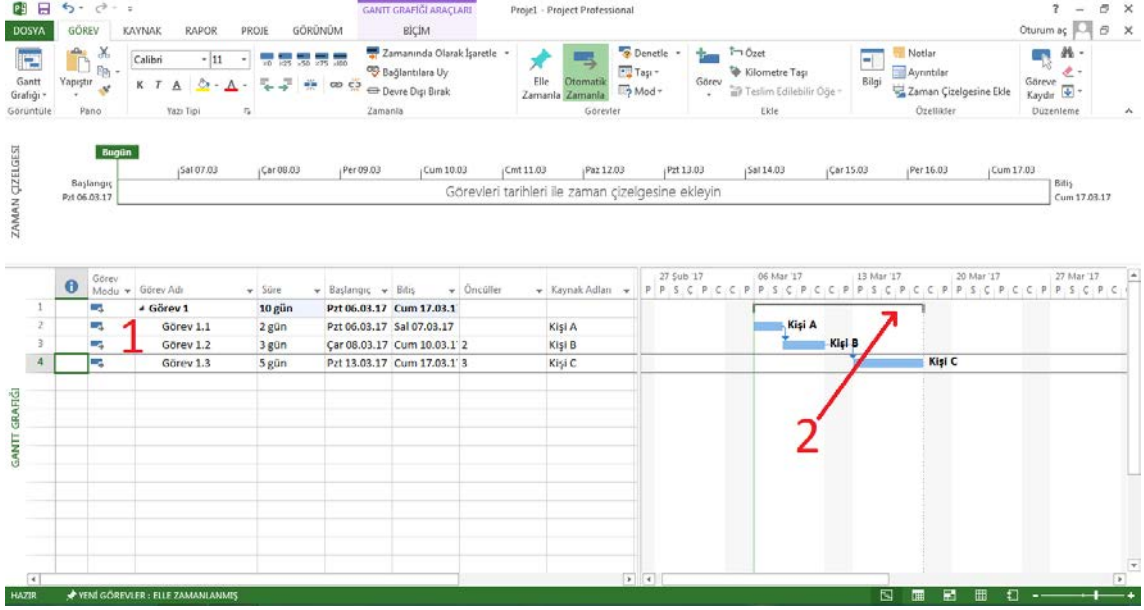 GANTT GRAFİĞİ ARAÇLARI Proje1 - Project Professional
DOSYA GÖREV KAYNAK RAPOR PROJE GÖRÜNÜM BİÇİM Oturum aç
Gantt Grafiği
Görüntüle
Yapıştır
Pano
Calibri 11
K T A A
Yazı Tipi
Zamanında Olarak İşaretle
Bağlantılara Uy
Devre Dışı Bırak
Zamanla
Elle Zamanla
Otomatik Zamanla
Denetle
Taşı
Mod
Görevler
Görev
Özet
Kilometre Taşı
Teslim Edilebilir Öğe
Ekle
Bilgi
Notlar
Ayrıntılar
Zaman Çizelgesine Ekle
Özellikler
Göreve Kaydır
Düzenleme
ZAMAN ÇİZELGESİ
Bugün
Sal 07.03 Çar 08.03 Per 09.03 Cum 10.03 Cmt 11.03 Paz 12.03 Pzt 13.03 Sal 14.03 Çar 15.03 Per 16.03 Cum 17.03
Başlangıç
Pzt 06.03.17
Görevleri tarihleri ile zaman çizelgesine ekleyin
Bitiş
Cum 17.03.17
GANTT GRAFİĞİ
Görev Modu Görev Adı Süre Başlangıç Bitiş Öncüller Kaynak Adları
1 Görev 1 10 gün Pzt 06.03.17 Cum 17.03.1
2 Görev 1.1 2 gün Pzt 06.03.17 Sal 07.03.17 Kişi A
3 Görev 1.2 3 gün Çar 08.03.17 Cum 10.03.1 2 Kişi B
4 Görev 1.3 5 gün Pzt 13.03.17 Cum 17.03.1 3 Kişi C
1
27 Şub '17 06 Mar '17 13 Mar '17 20 Mar '17 27 Mar '17
P P S Ç P C C P P S Ç P C C P P S Ç P C C P P S Ç P C C P P S Ç P C
Kişi A
Kişi B
Kişi C
2
HAZIR YENİ GÖREVLER : ELLE ZAMANLANMIŞ